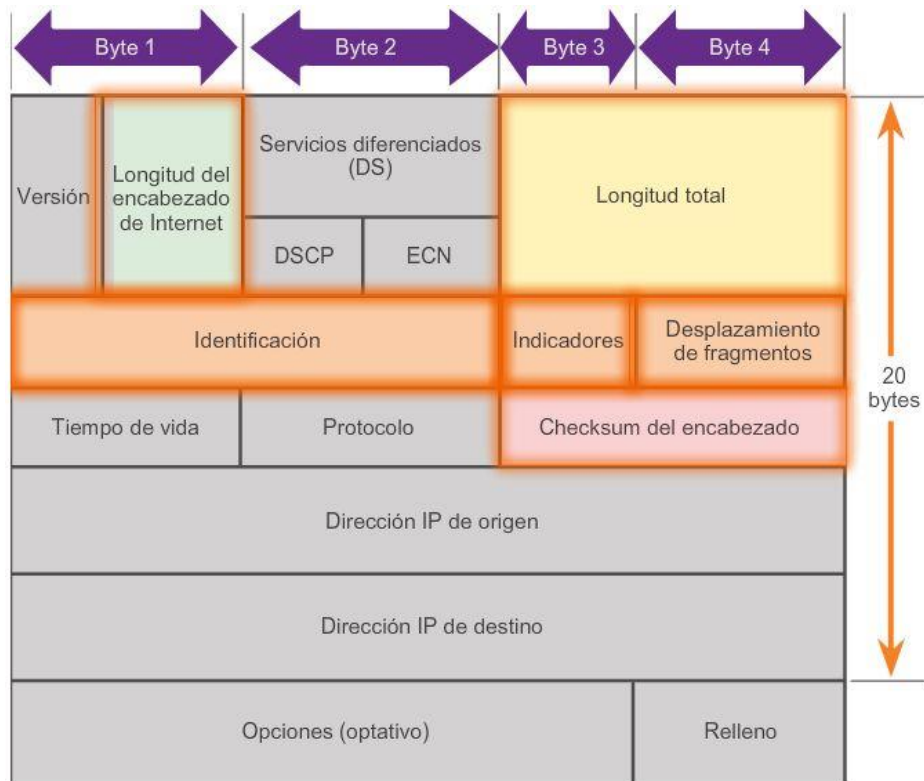 Byte 1
Byte 2
Byte 3
Byte 4
Versión
Longitud del
encabezado
de Internet
Servicios diferenciados
(DS)
DSCP
ECN
Longitud total
Identificación
Indicadores
Desplazamiento
de fragmentos
20
bytes
Tiempo de vida
Protocolo
Checksum del encabezado
Dirección IP de origen
Dirección IP de destino
Opciones (optativo)
Relleno